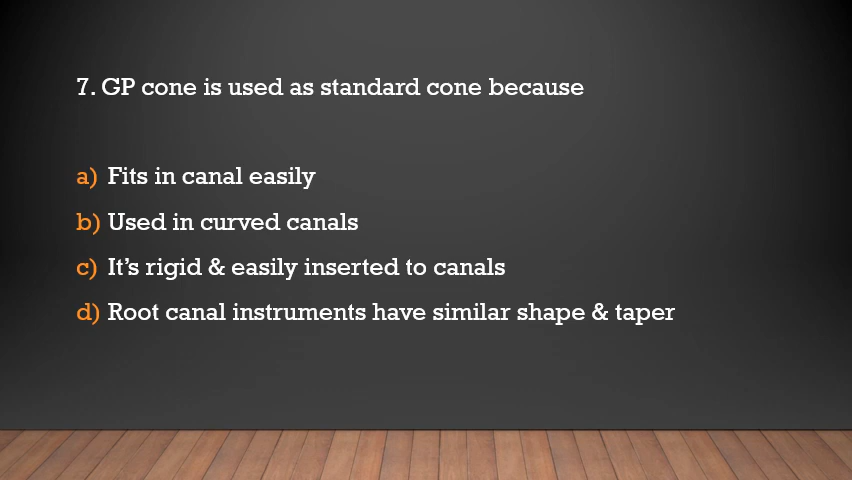 7. GP cone is used as standard cone because
a) Fits in canal easily
b) Used in curved canals
c) It's rigid & easily inserted to canals
d) Root canal instruments have similar shape & taper